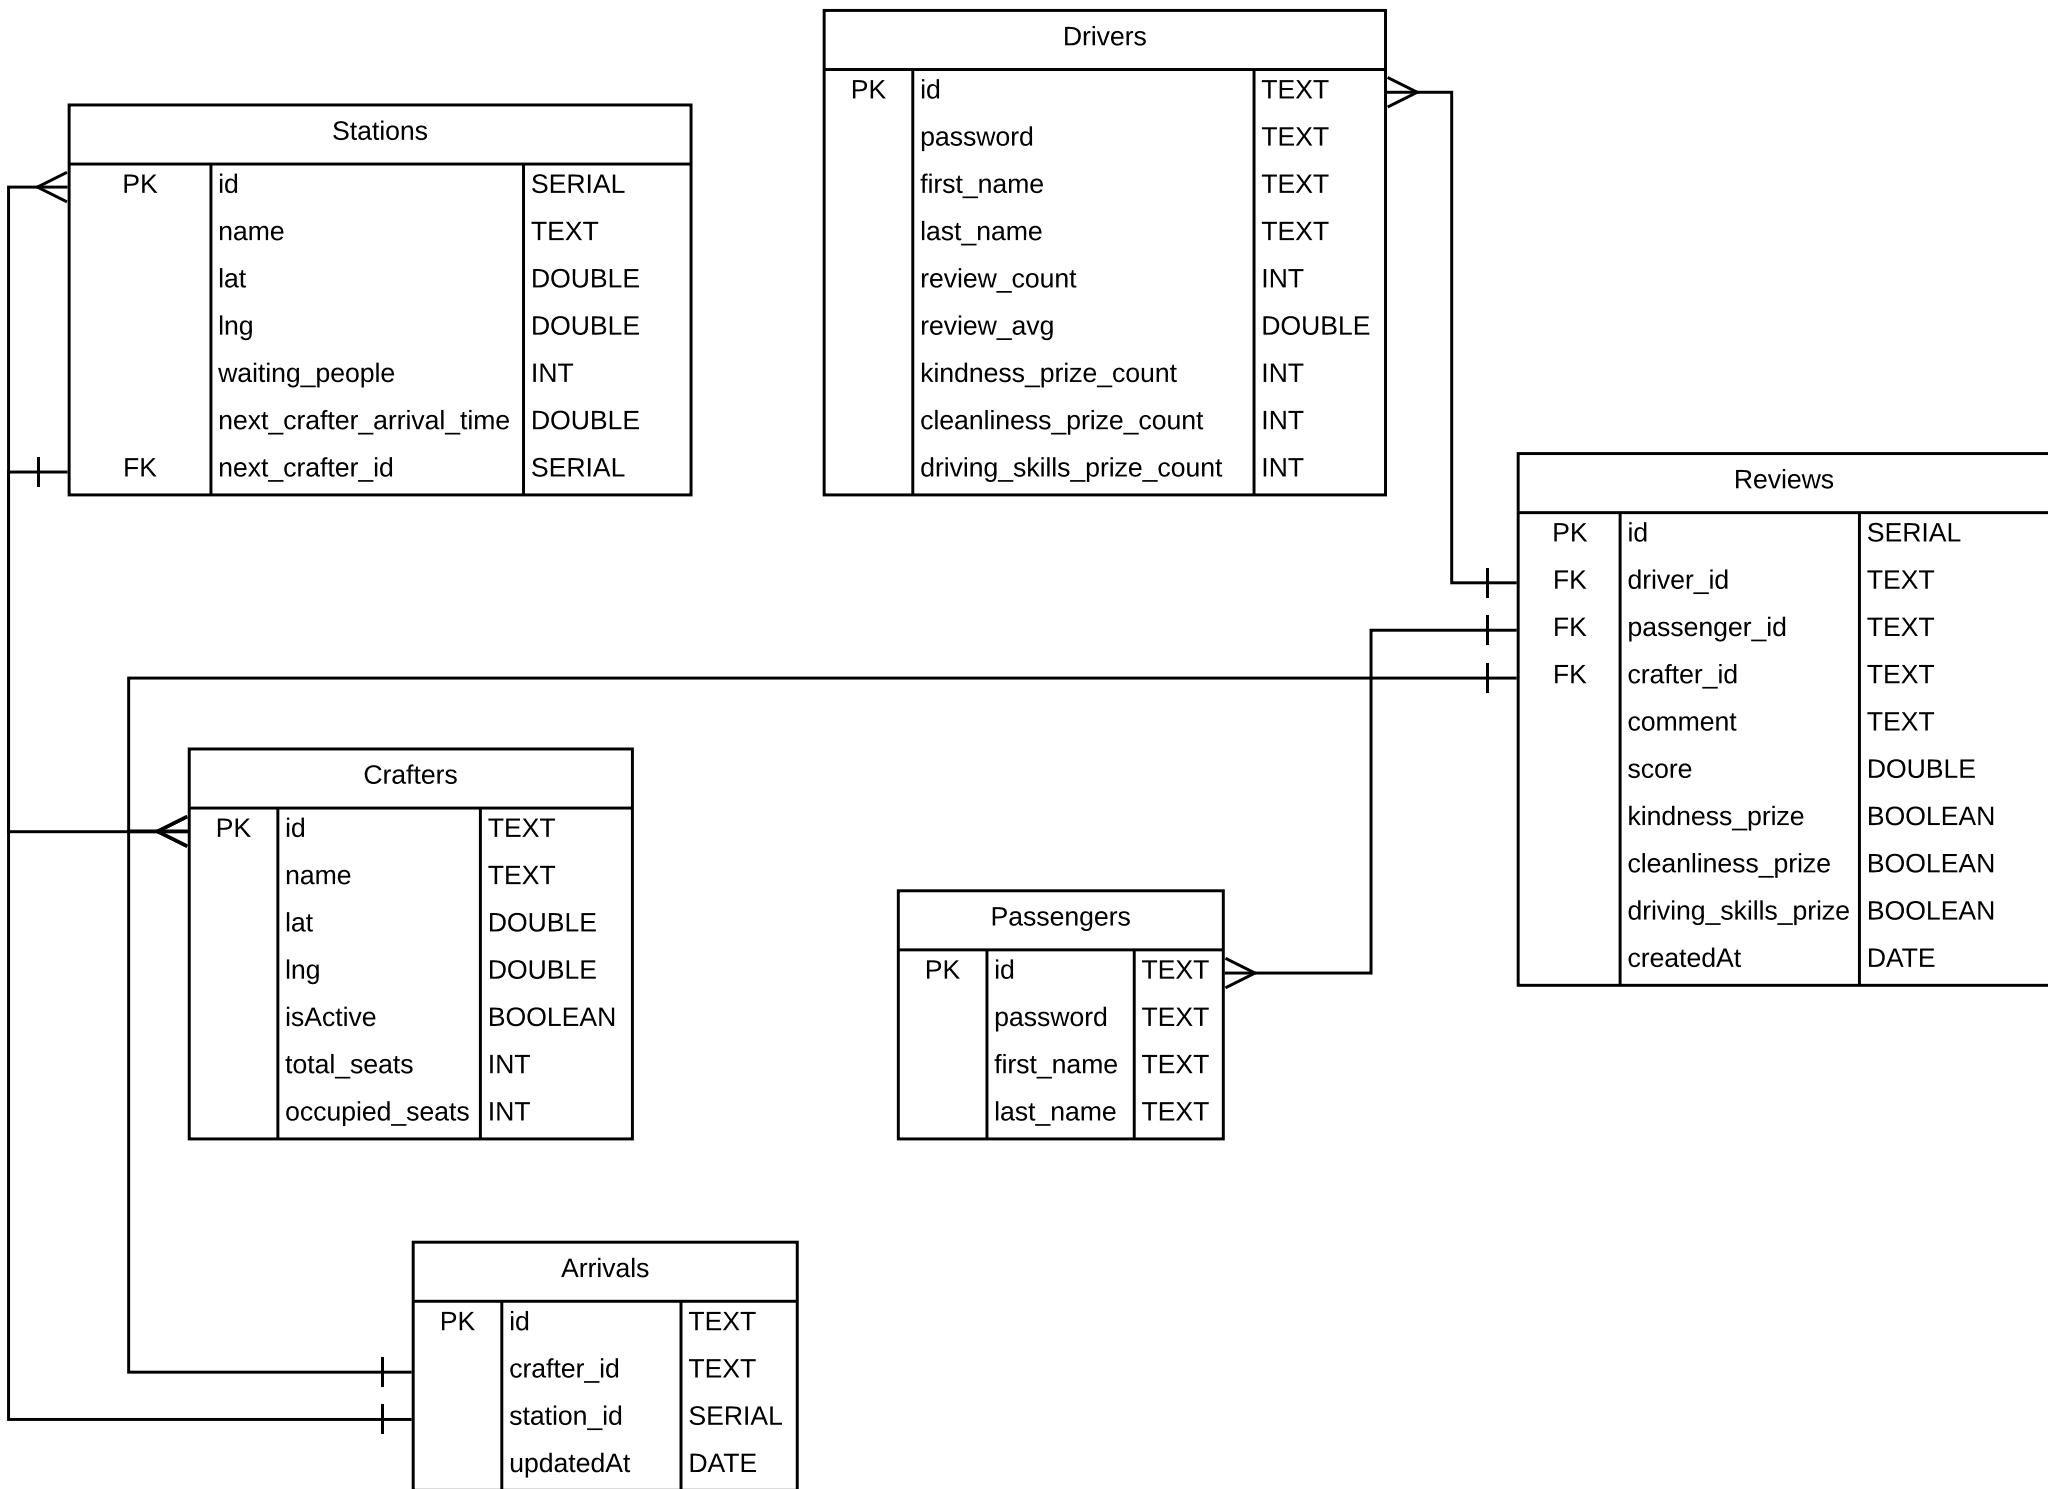 Drivers
PK id TEXT
password TEXT
first_name TEXT
last_name TEXT
review_count INT
review_avg DOUBLE
kindness_prize_count INT
cleanliness_prize_count INT
driving_skills_prize_count INT
Stations
PK id SERIAL
name TEXT
lat DOUBLE
lng DOUBLE
waiting_people INT
next_crafter_arrival_time DOUBLE
FK next_crafter_id SERIAL
Reviews
PK id SERIAL
FK driver_id TEXT
FK passenger_id TEXT
FK crafter_id TEXT
comment TEXT
score DOUBLE
kindness_prize BOOLEAN
cleanliness_prize BOOLEAN
driving_skills_prize BOOLEAN
createdAt DATE
Crafters
PK id TEXT
name TEXT
lat DOUBLE
lng DOUBLE
isActive BOOLEAN
total_seats INT
occupied_seats INT
Passengers
PK id TEXT
password TEXT
first_name TEXT
last_name TEXT
Arrivals
PK id TEXT
crafter_id TEXT
station_id SERIAL
updatedAt DATE